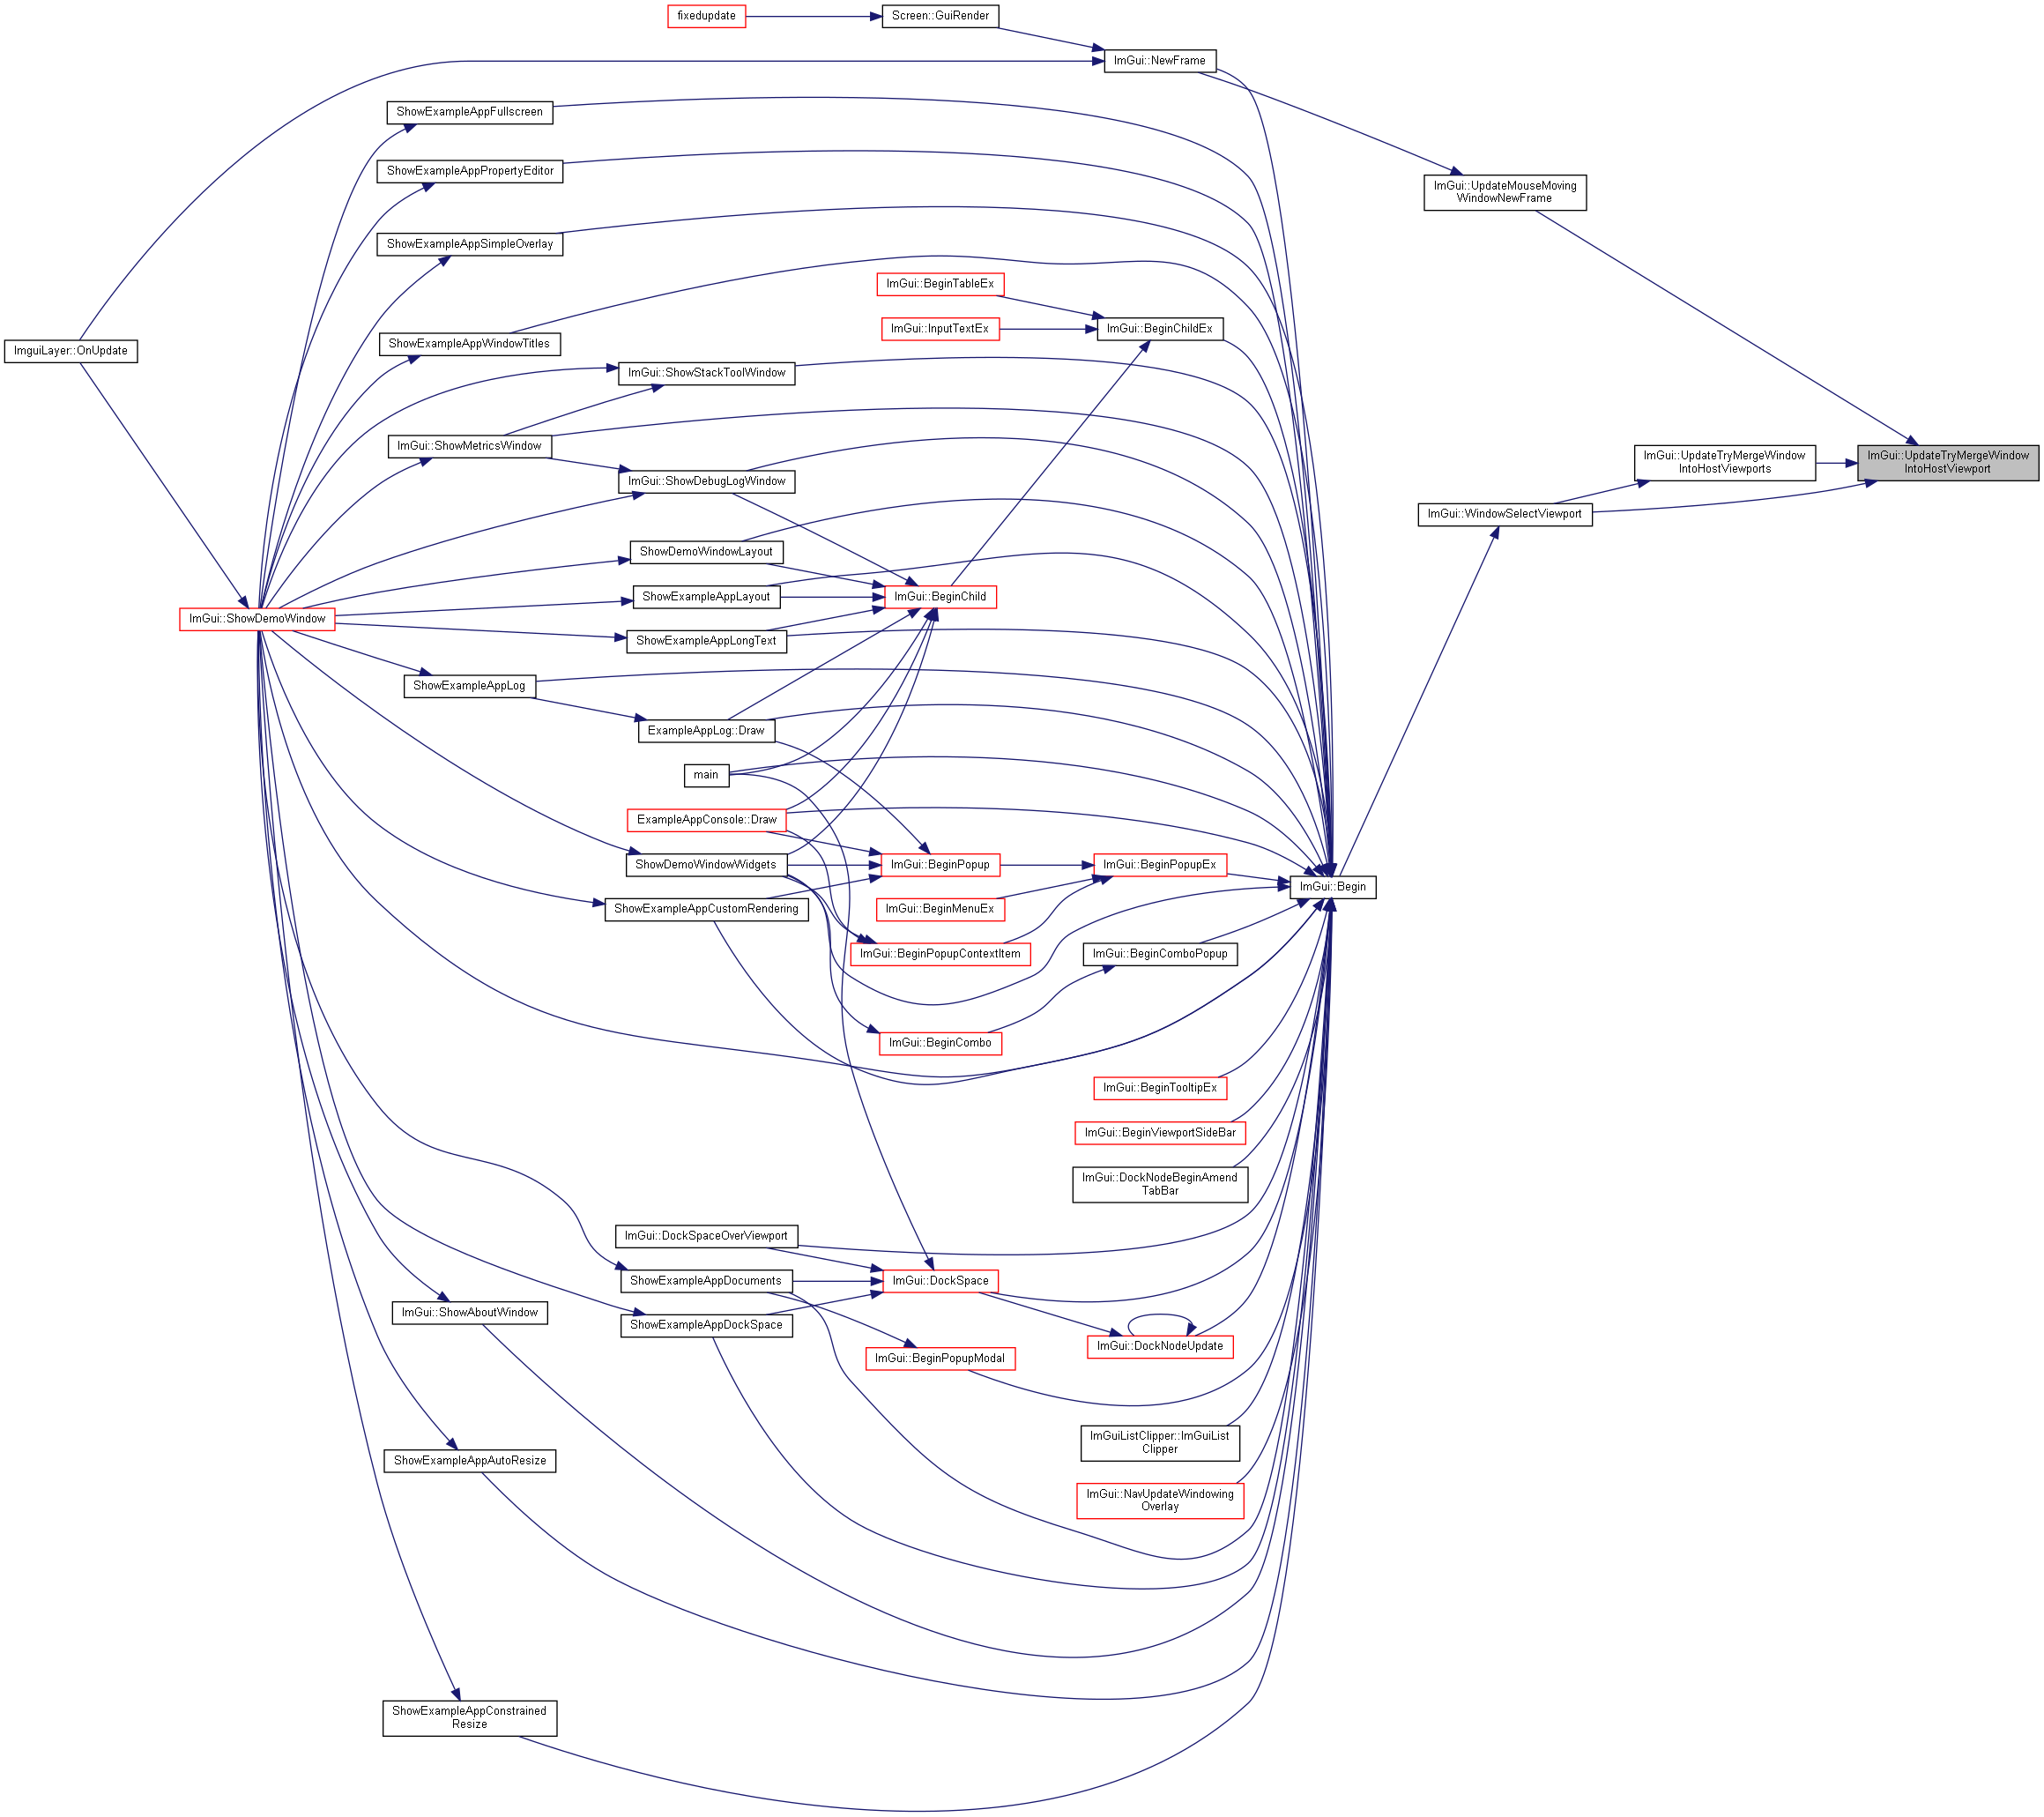 fixedupdate
Screen::GuiRender
ImGui::NewFrame
ShowExampleAppFullscreen
ShowExampleAppPropertyEditor
ImGui::UpdateMouseMoving
WindowNewFrame
ShowExampleAppSimpleOverlay
ImGui::BeginTableEx
ImGui::InputTextEx
ImGui::BeginChildEx
ShowExampleAppWindowTitles
ImguiLayer::OnUpdate
ImGui::ShowStackToolWindow
ImGui::ShowMetricsWindow
ImGui::UpdateTryMergeWindow
IntoHostViewports
ImGui::UpdateTryMergeWindow
IntoHostViewport
ImGui::ShowDebugLogWindow
ImGui::WindowSelectViewport
ShowDemoWindowLayout
ShowExampleAppLayout
ImGui::BeginChild
ImGui::ShowDemoWindow
ShowExampleAppLongText
ShowExampleAppLog
ExampleAppLog::Draw
main
ExampleAppConsole::Draw
ShowDemoWindowWidgets
ImGui::BeginPopup
ImGui::BeginPopupEx
ImGui::Begin
ShowExampleAppCustomRendering
ImGui::BeginMenuEx
ImGui::BeginPopupContextItem
ImGui::BeginComboPopup
ImGui::BeginCombo
ImGui::BeginTooltipEx
ImGui::BeginViewportSideBar
ImGui::DockNodeBeginAmend
TabBar
ImGui::DockSpaceOverViewport
ShowExampleAppDocuments
ImGui::DockSpace
ImGui::ShowAboutWindow
ShowExampleAppDockSpace
ImGui::DockNodeUpdate
ImGui::BeginPopupModal
ImGuiListClipper::ImGuiList
Clipper
ShowExampleAppAutoResize
ImGui::NavUpdateWindowing
Overlay
ShowExampleAppConstrained
Resize